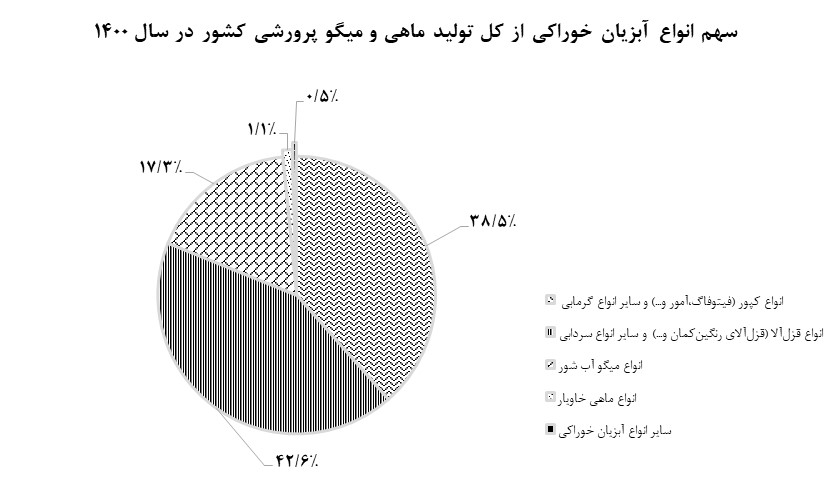 سهم انواع آبزیان خوراکی از کل تولید ماهی و میگو پرورشی کشور در سال ۱۴۰۰
۰/۵٪
۱/۱٪
۱۷/۳٪
۳۸/۵٪
۴۲/۶٪
انواع کپور (فیتوفاگ،آمور و...) و سایر انواع گرمابی
انواع قزل‌آلا (قزل‌آلای رنگین‌کمان و...) و سایر انواع سردابی
انواع میگو آب شور
انواع ماهی خاویار
سایر انواع آبزیان خوراکی